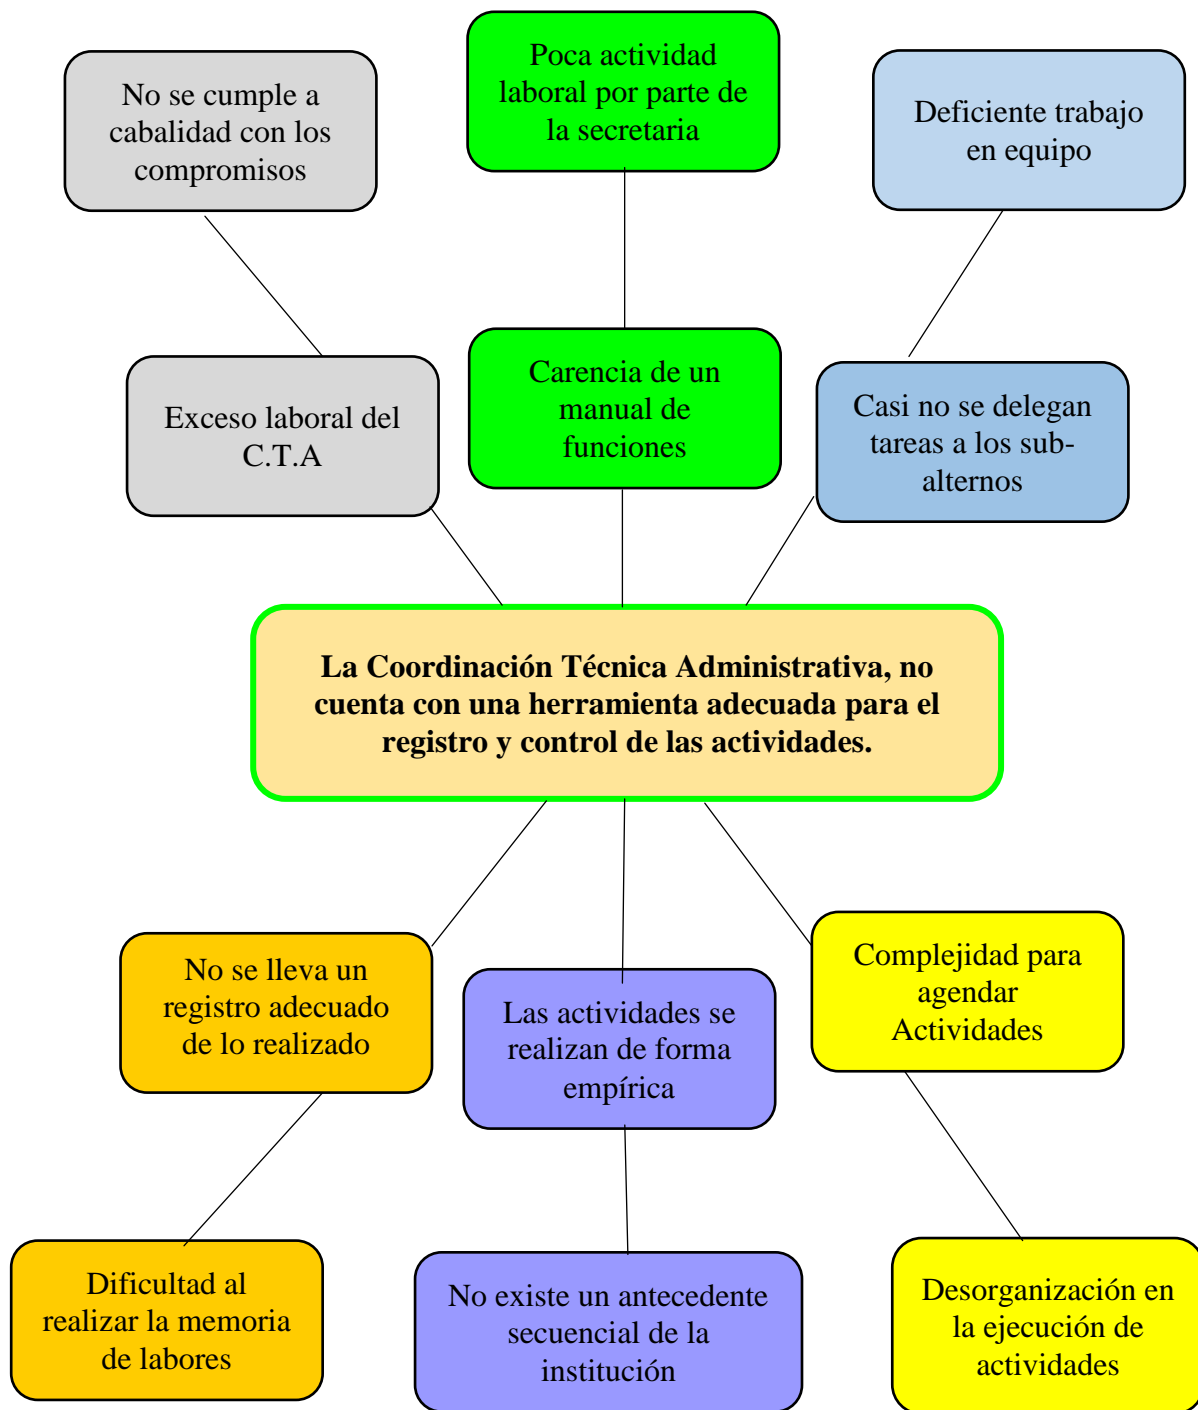 No se cumple a
cabalidad con los
compromisos
Poca actividad
laboral por parte de
la secretaria
Deficiente trabajo
en equipo
Exceso laboral del
C.T.A
Carencia de un
manual de
funciones
Casi no se delegan
tareas a los sub-
alternos
La Coordinación Técnica Administrativa, no
cuenta con una herramienta adecuada para el
registro y control de las actividades.
No se lleva un
registro adecuado
de lo realizado
Las actividades se
realizan de forma
empírica
Complejidad para
agendar
Actividades
Dificultad al
realizar la memoria
de labores
No existe un antecedente
secuencial de la
institución
Desorganización en
la ejecución de
actividades